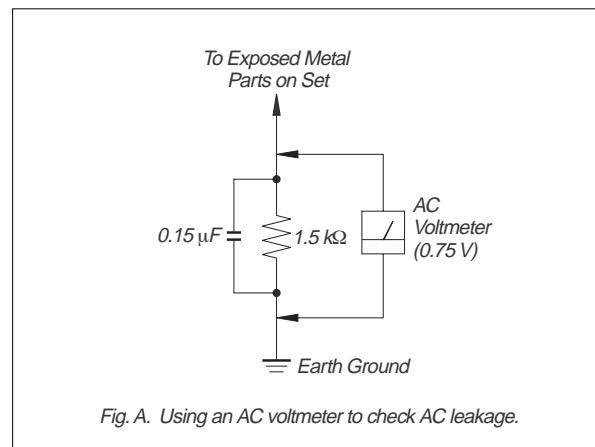 To Exposed Metal
Parts on Set
0.15 μF
1.5 kΩ
AC
Voltmeter
(0.75 V)
Earth Ground
Fig. A. Using an AC voltmeter to check AC leakage.